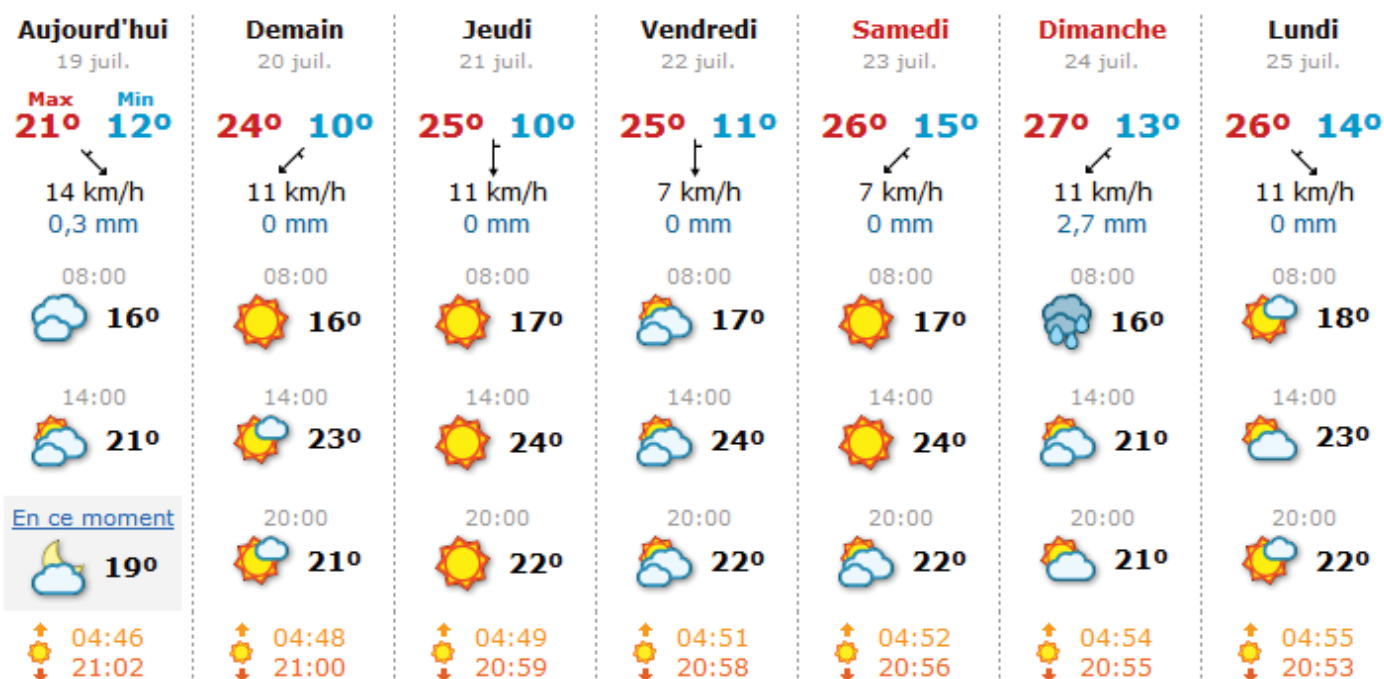 Aujourd'hui Demain Jeudi Vendredi Samedi Dimanche Lundi
19 juil. 20 juil. 21 juil. 22 juil. 23 juil. 24 juil. 25 juil.
Max Min
21º 12º 24º 10º 25º 10º 25º 11º 26º 15º 27º 13º 26º 14º
14 km/h 11 km/h 11 km/h 7 km/h 7 km/h 11 km/h 11 km/h
0,3 mm 0 mm 0 mm 0 mm 0 mm 2,7 mm 0 mm
08:00 08:00 08:00 08:00 08:00 08:00 08:00
16º 16º 17º 17º 17º 16º 18º
14:00 14:00 14:00 14:00 14:00 14:00 14:00
21º 23º 24º 24º 24º 21º 23º
En ce moment 20:00 20:00 20:00 20:00 20:00 20:00
19º 21º 22º 22º 22º 21º 22º
04:46 04:48 04:49 04:51 04:52 04:54 04:55
21:02 21:00 20:59 20:58 20:56 20:55 20:53